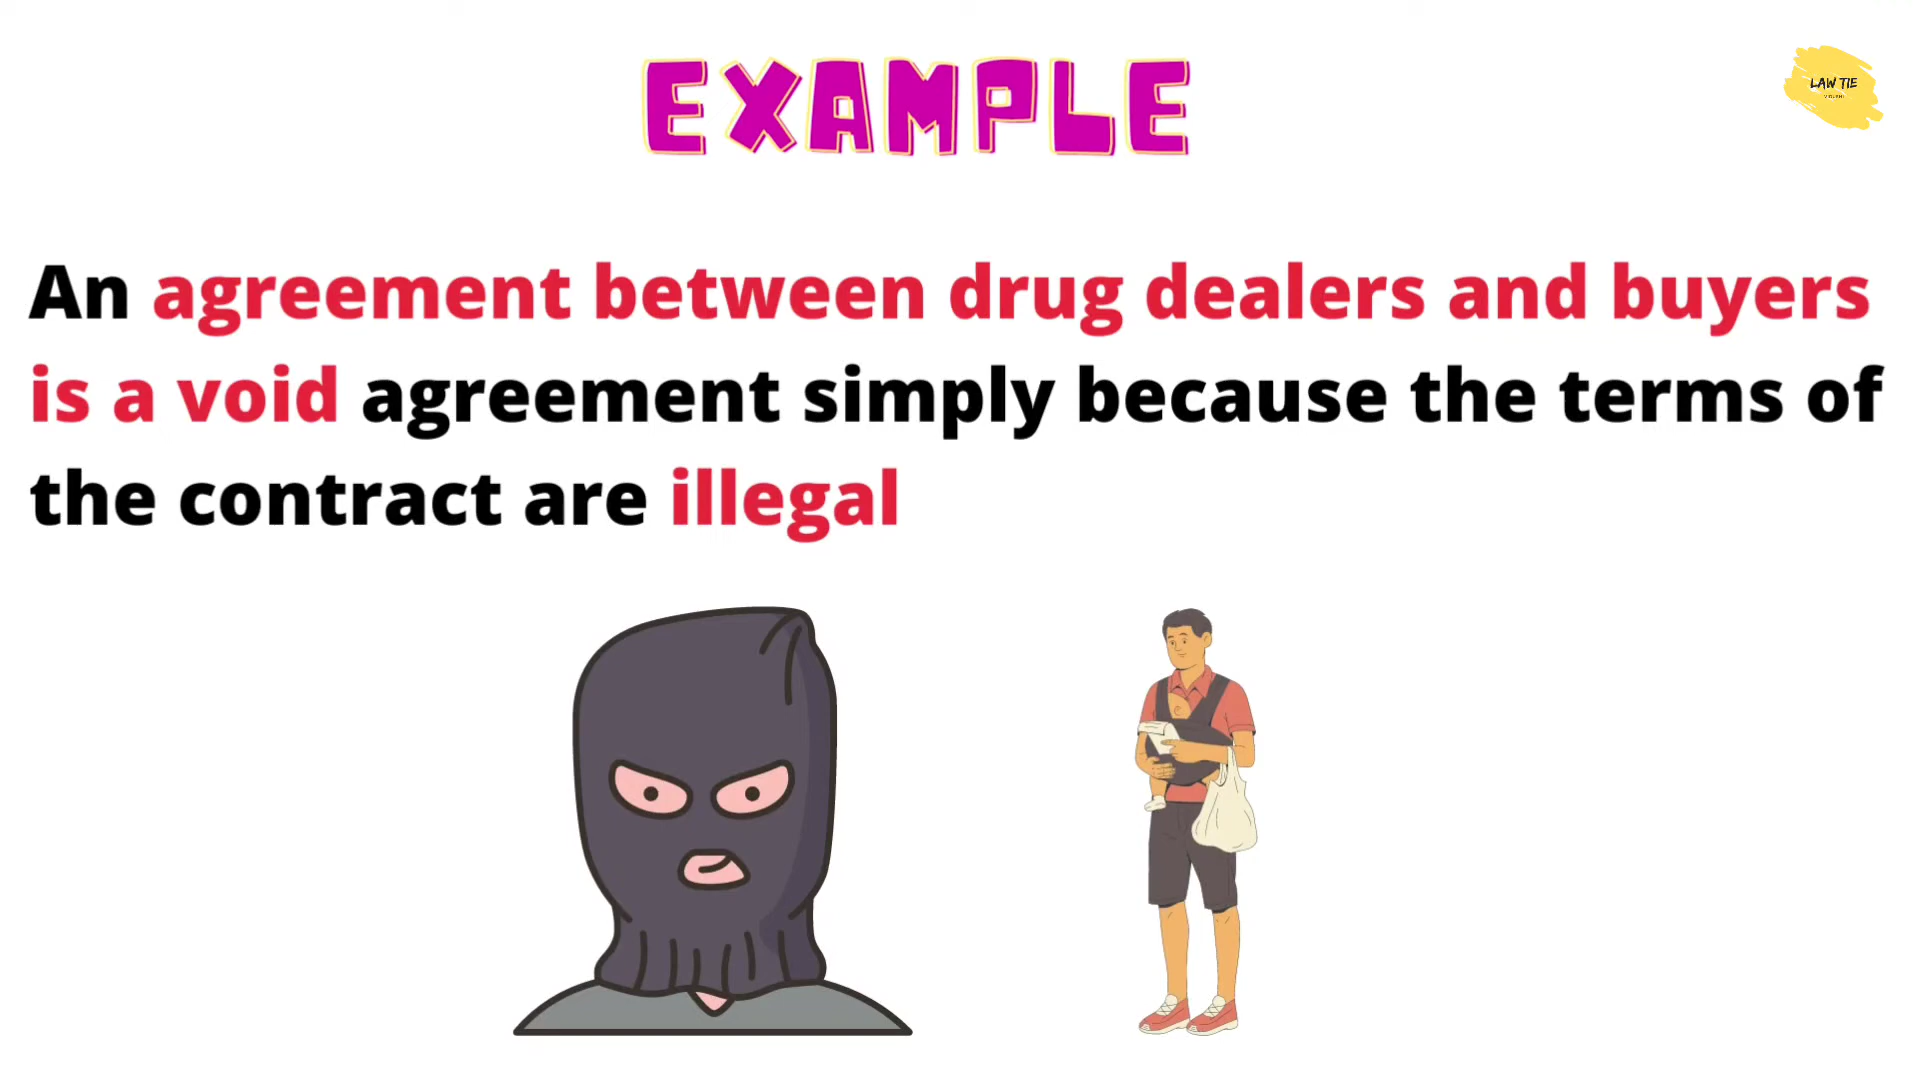 EXAMPLE
LAW TIE
An agreement between drug dealers and buyers
is a void agreement simply because the terms of
the contract are illegal